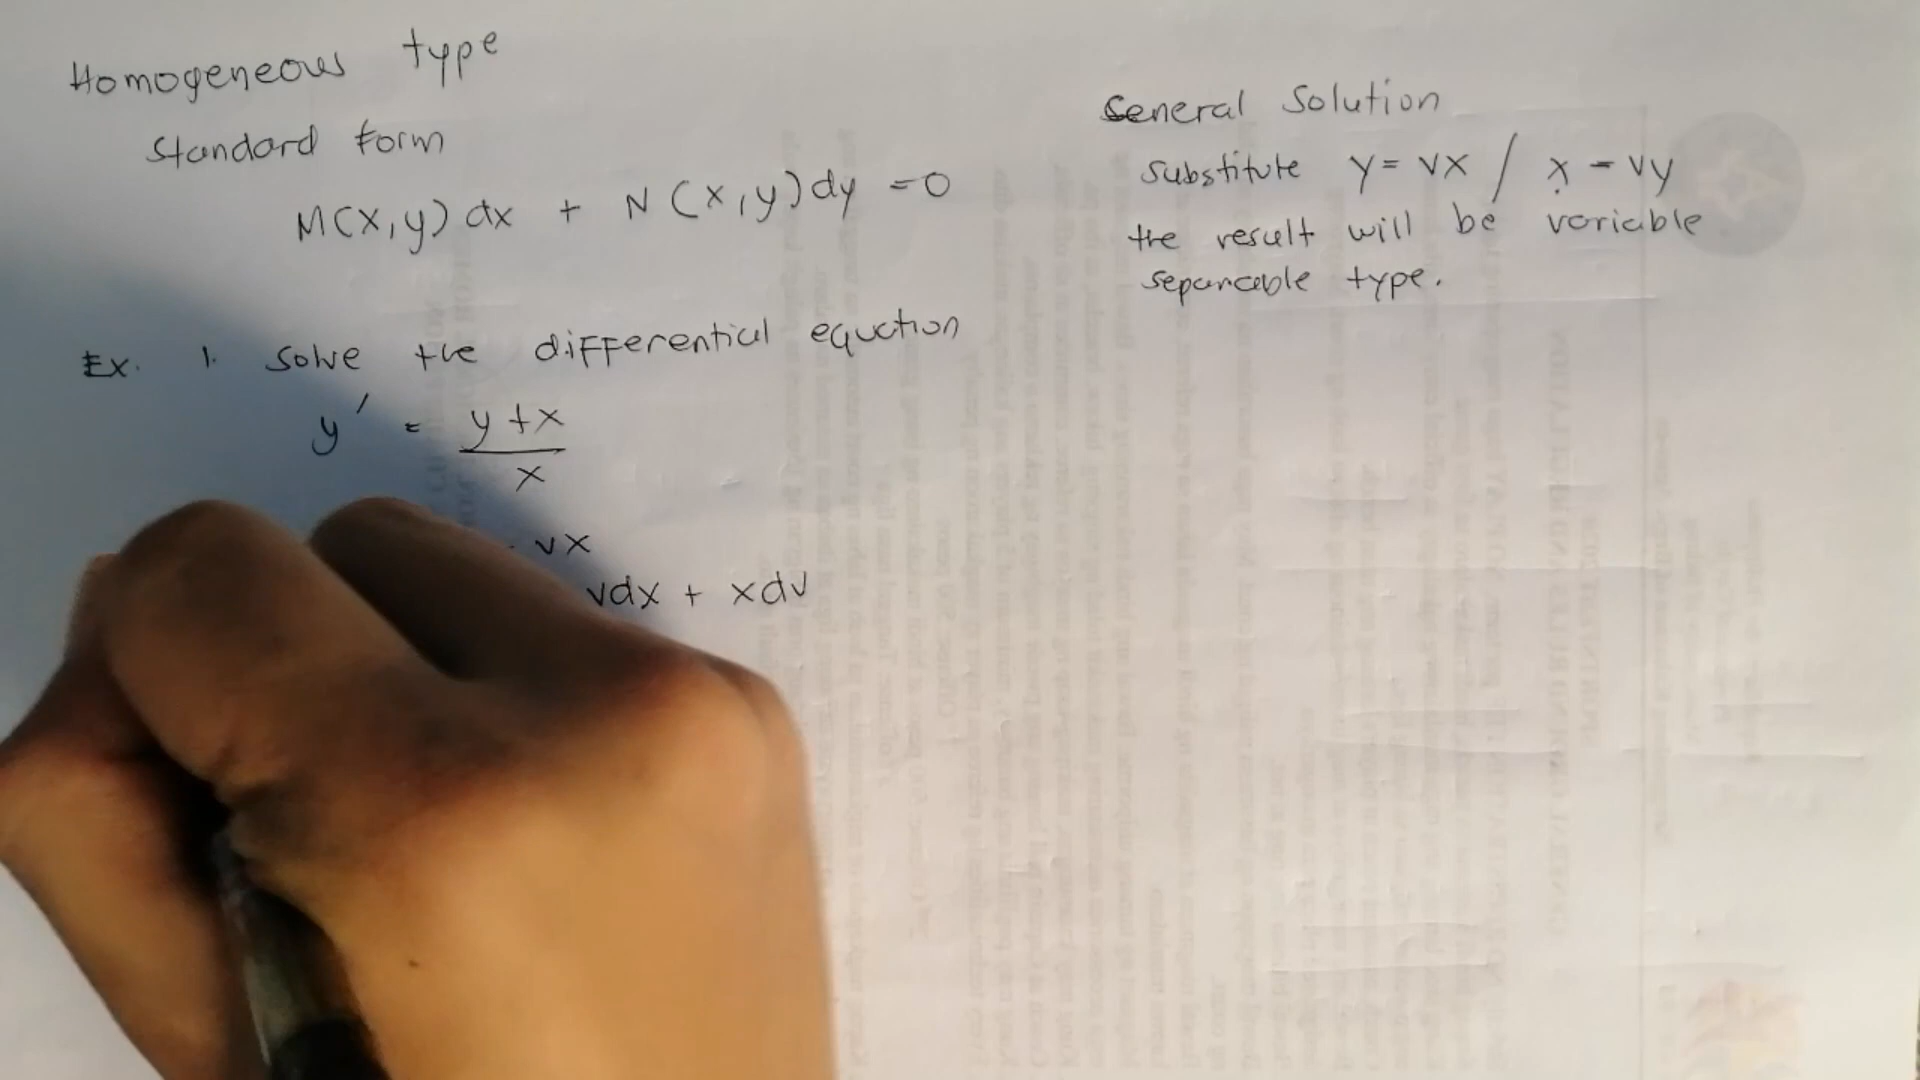 Homogeneous type
Standard form
M(x,y) dx + N(x,y) dy = 0
General Solution
substitute y = vx / x = vy
the result will be variable
separable type.
Ex. 1. Solve the differential equation
y' = y + x
x
vx
vdx + xdv